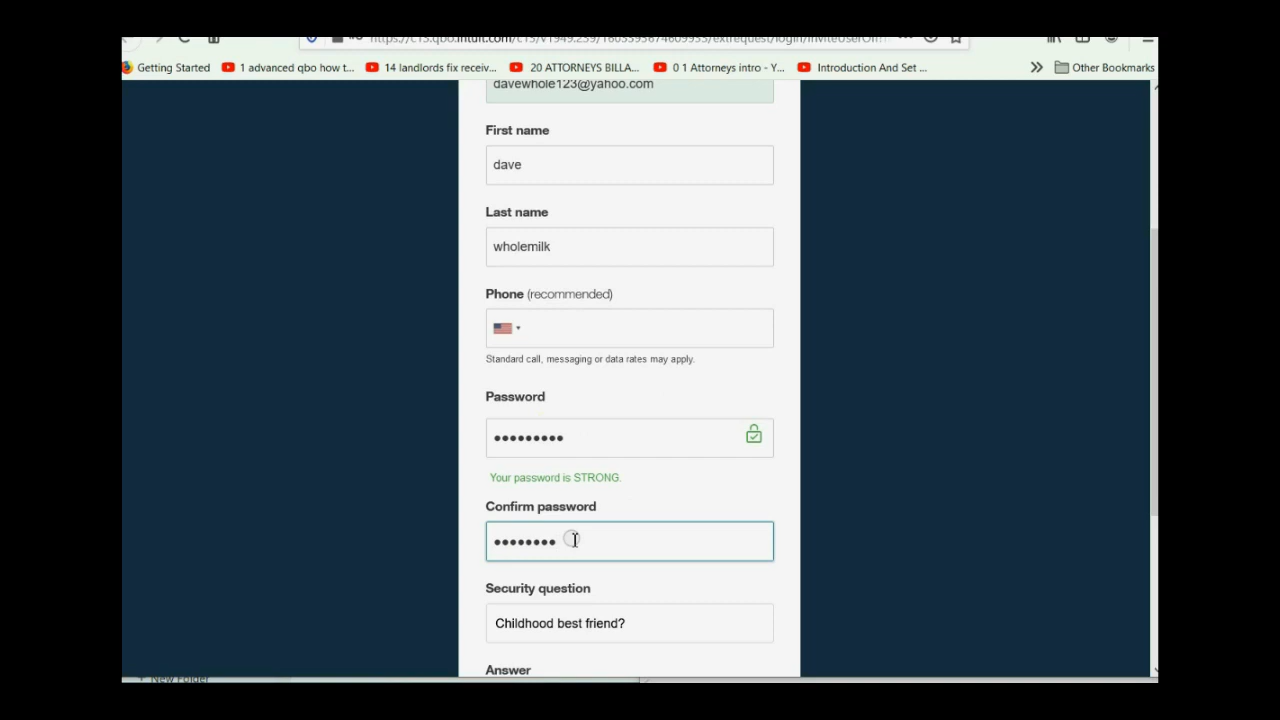 Getting Started 1 advanced qbo how t... 14 landlords fix receiv... 20 ATTORNEYS BILLA... 0 1 Attorneys intro - Y... Introduction And Set ... Other Bookmarks
davewhole123@yahoo.com
First name
dave
Last name
wholemilk
Phone (recommended)
Standard call, messaging or data rates may apply.
Password
•••••••••
Your password is STRONG.
Confirm password
••••••••
Security question
Childhood best friend?
Answer
New Folder